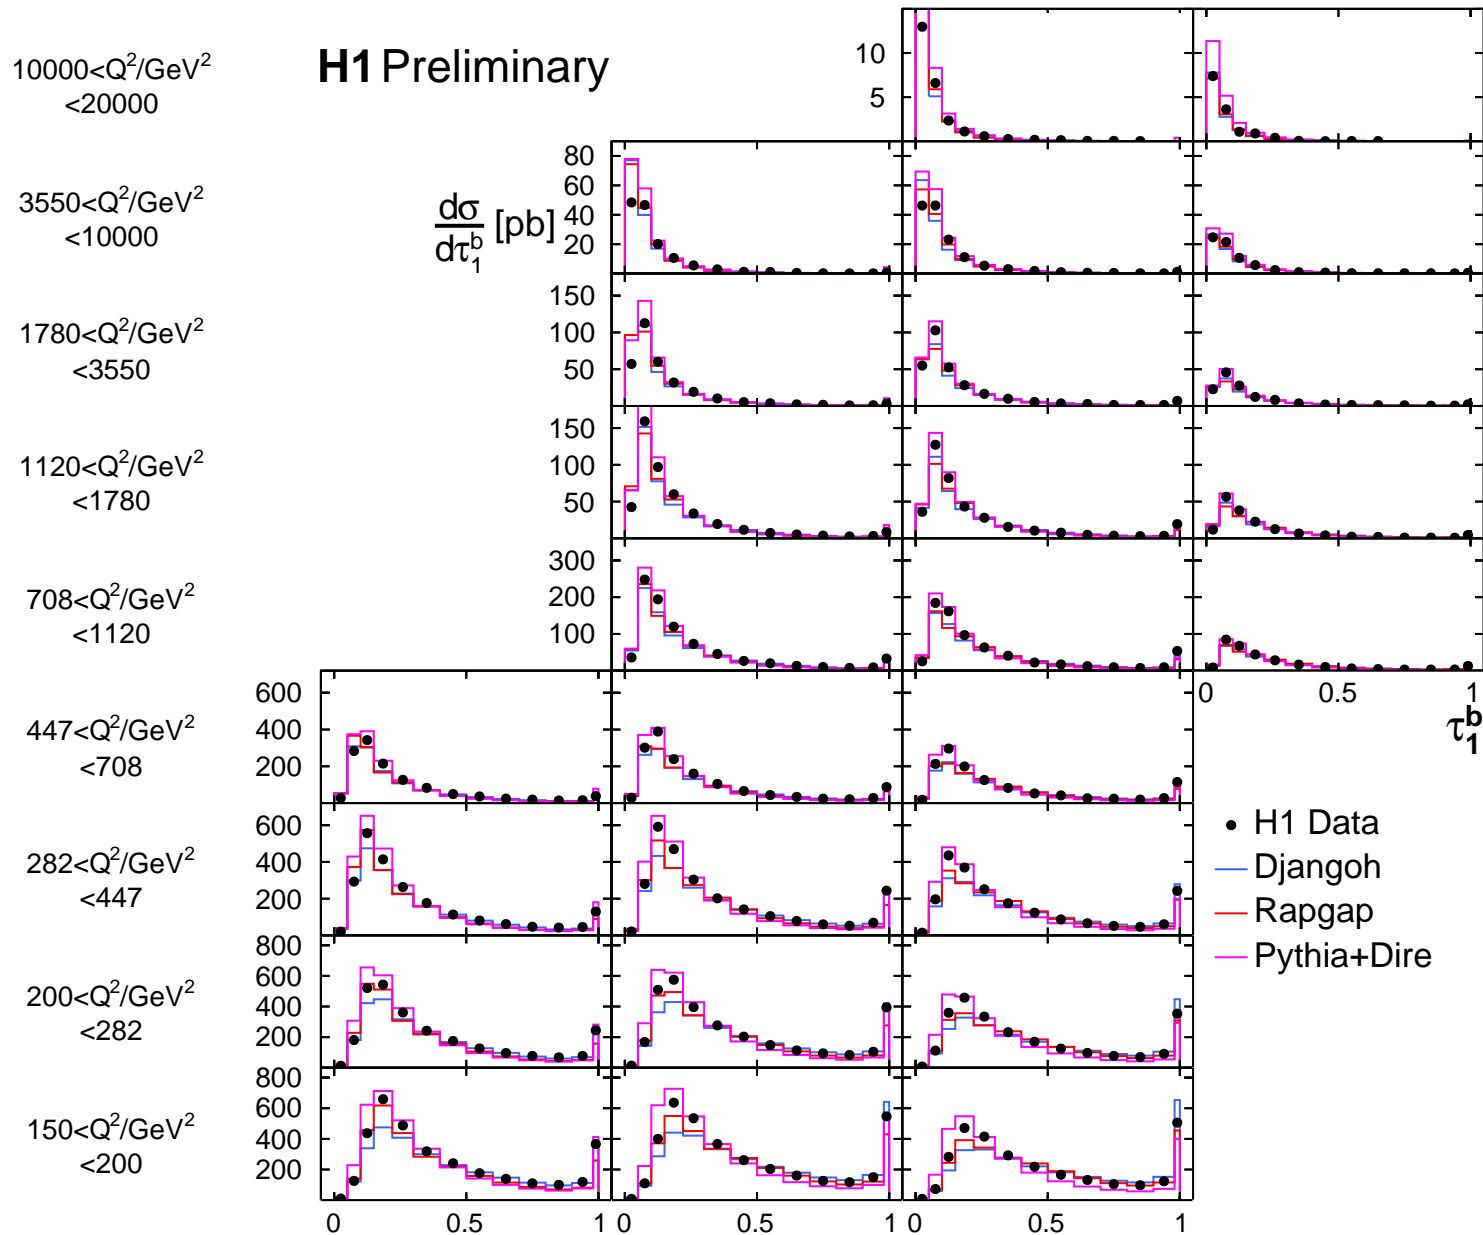 H1 Preliminary
10000<Q²/GeV²
<20000
10
5
3550<Q²/GeV²
<10000
dσ/dτ₁ᵇ [pb]
80
60
40
20
1780<Q²/GeV²
<3550
150
100
50
1120<Q²/GeV²
<1780
150
100
50
708<Q²/GeV²
<1120
300
200
100
0 0.5 1
τ₁ᵇ
447<Q²/GeV²
<708
600
400
200
282<Q²/GeV²
<447
600
400
200
H1 Data
Djangoh
Rapgap
Pythia+Dire
200<Q²/GeV²
<282
800
600
400
200
150<Q²/GeV²
<200
800
600
400
200
0 0.5 1 0 0.5 1 0 0.5 1